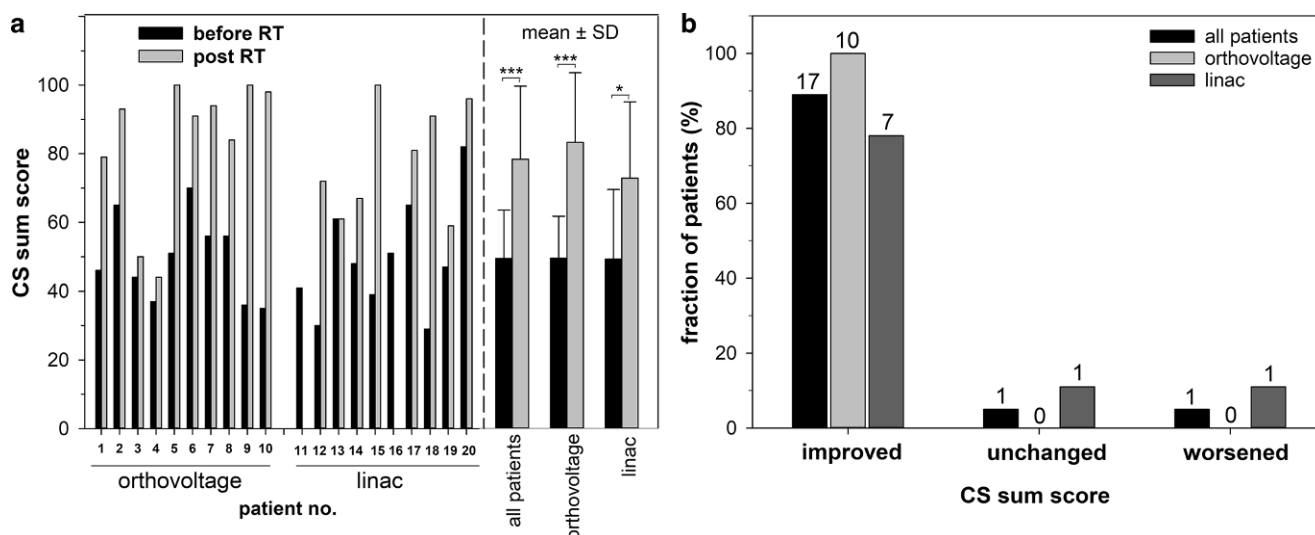 a
before RT
post RT
mean ± SD
*** *** *
CS sum score
100
80
60
40
20
0
1 2 3 4 5 6 7 8 9 10 11 12 13 14 15 16 17 18 19 20
orthovoltage linac
patient no.
all patients
orthovoltage
linac
b
all patients
orthovoltage
linac
fraction of patients (%)
100
80
60
40
20
0
17 10 7
1 0 1
1 0 1
improved unchanged worsened
CS sum score